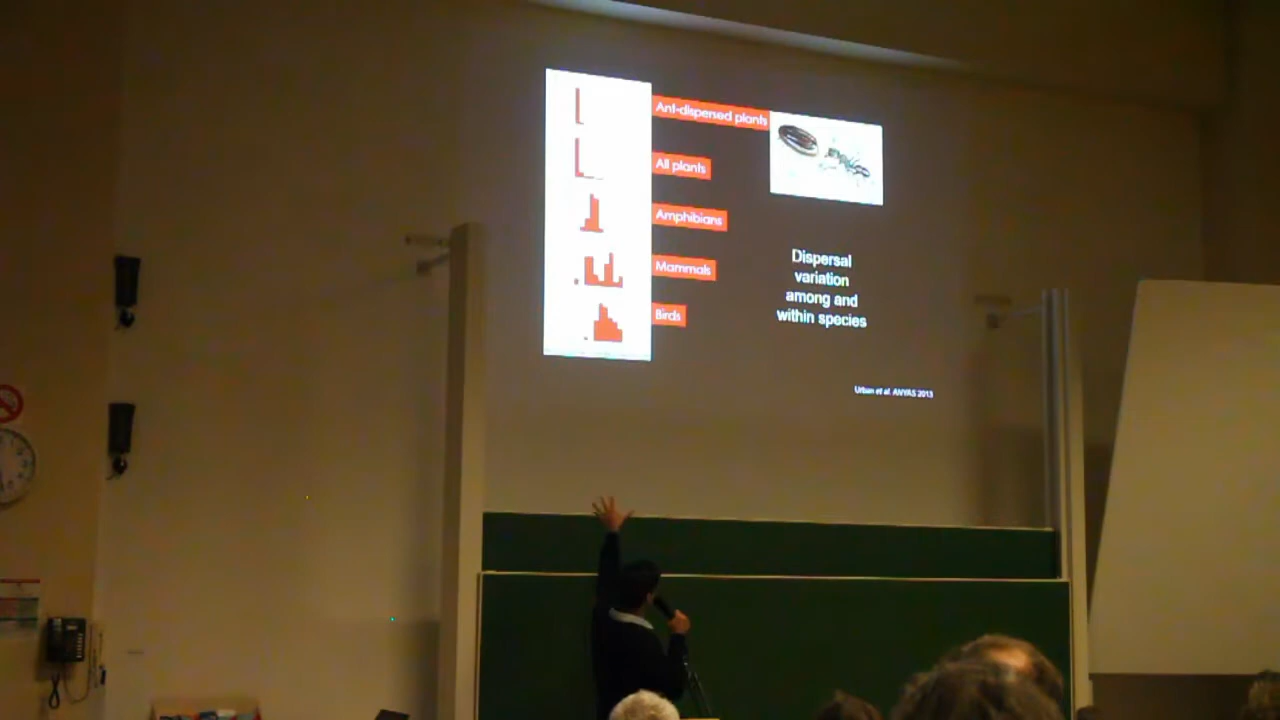 Ant-dispersed plants
All plants
Amphibians
Mammals
Birds
Dispersal
variation
among and
within species
Urban et al. ANYAS 2013